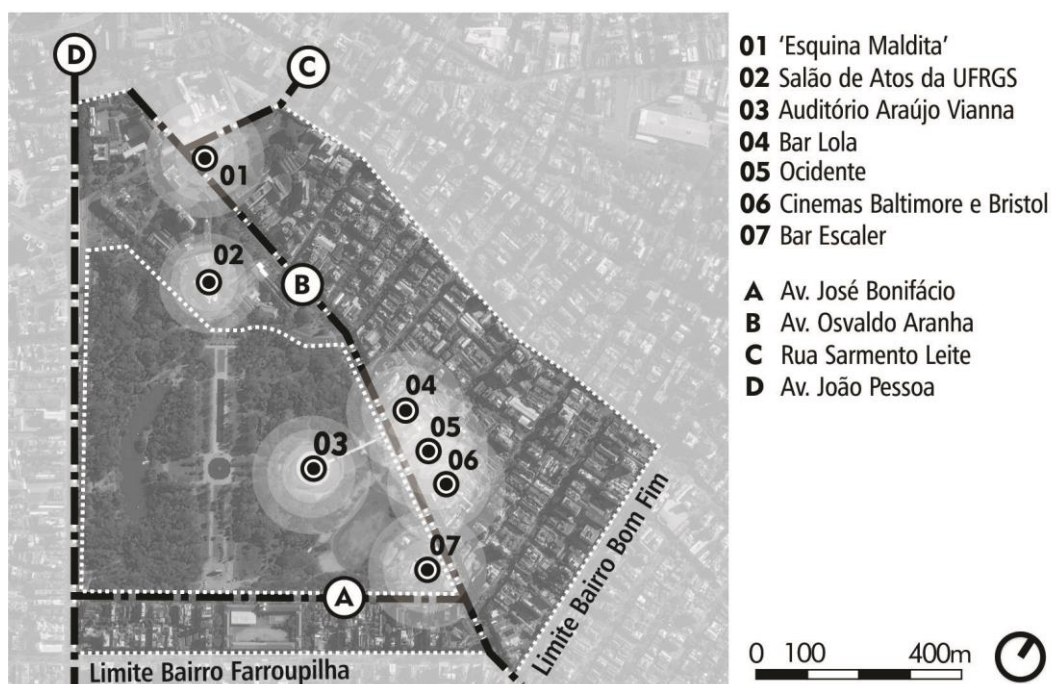 D
C
01
02
B
04
05
03
06
07
A
Limite Bairro Bom Fim
Limite Bairro Farroupilha
01 'Esquina Maldita'
02 Salão de Atos da UFRGS
03 Auditório Araújo Vianna
04 Bar Lola
05 Ocidente
06 Cinemas Baltimore e Bristol
07 Bar Escaler
A Av. José Bonifácio
B Av. Osvaldo Aranha
C Rua Sarmento Leite
D Av. João Pessoa
0 100 400m